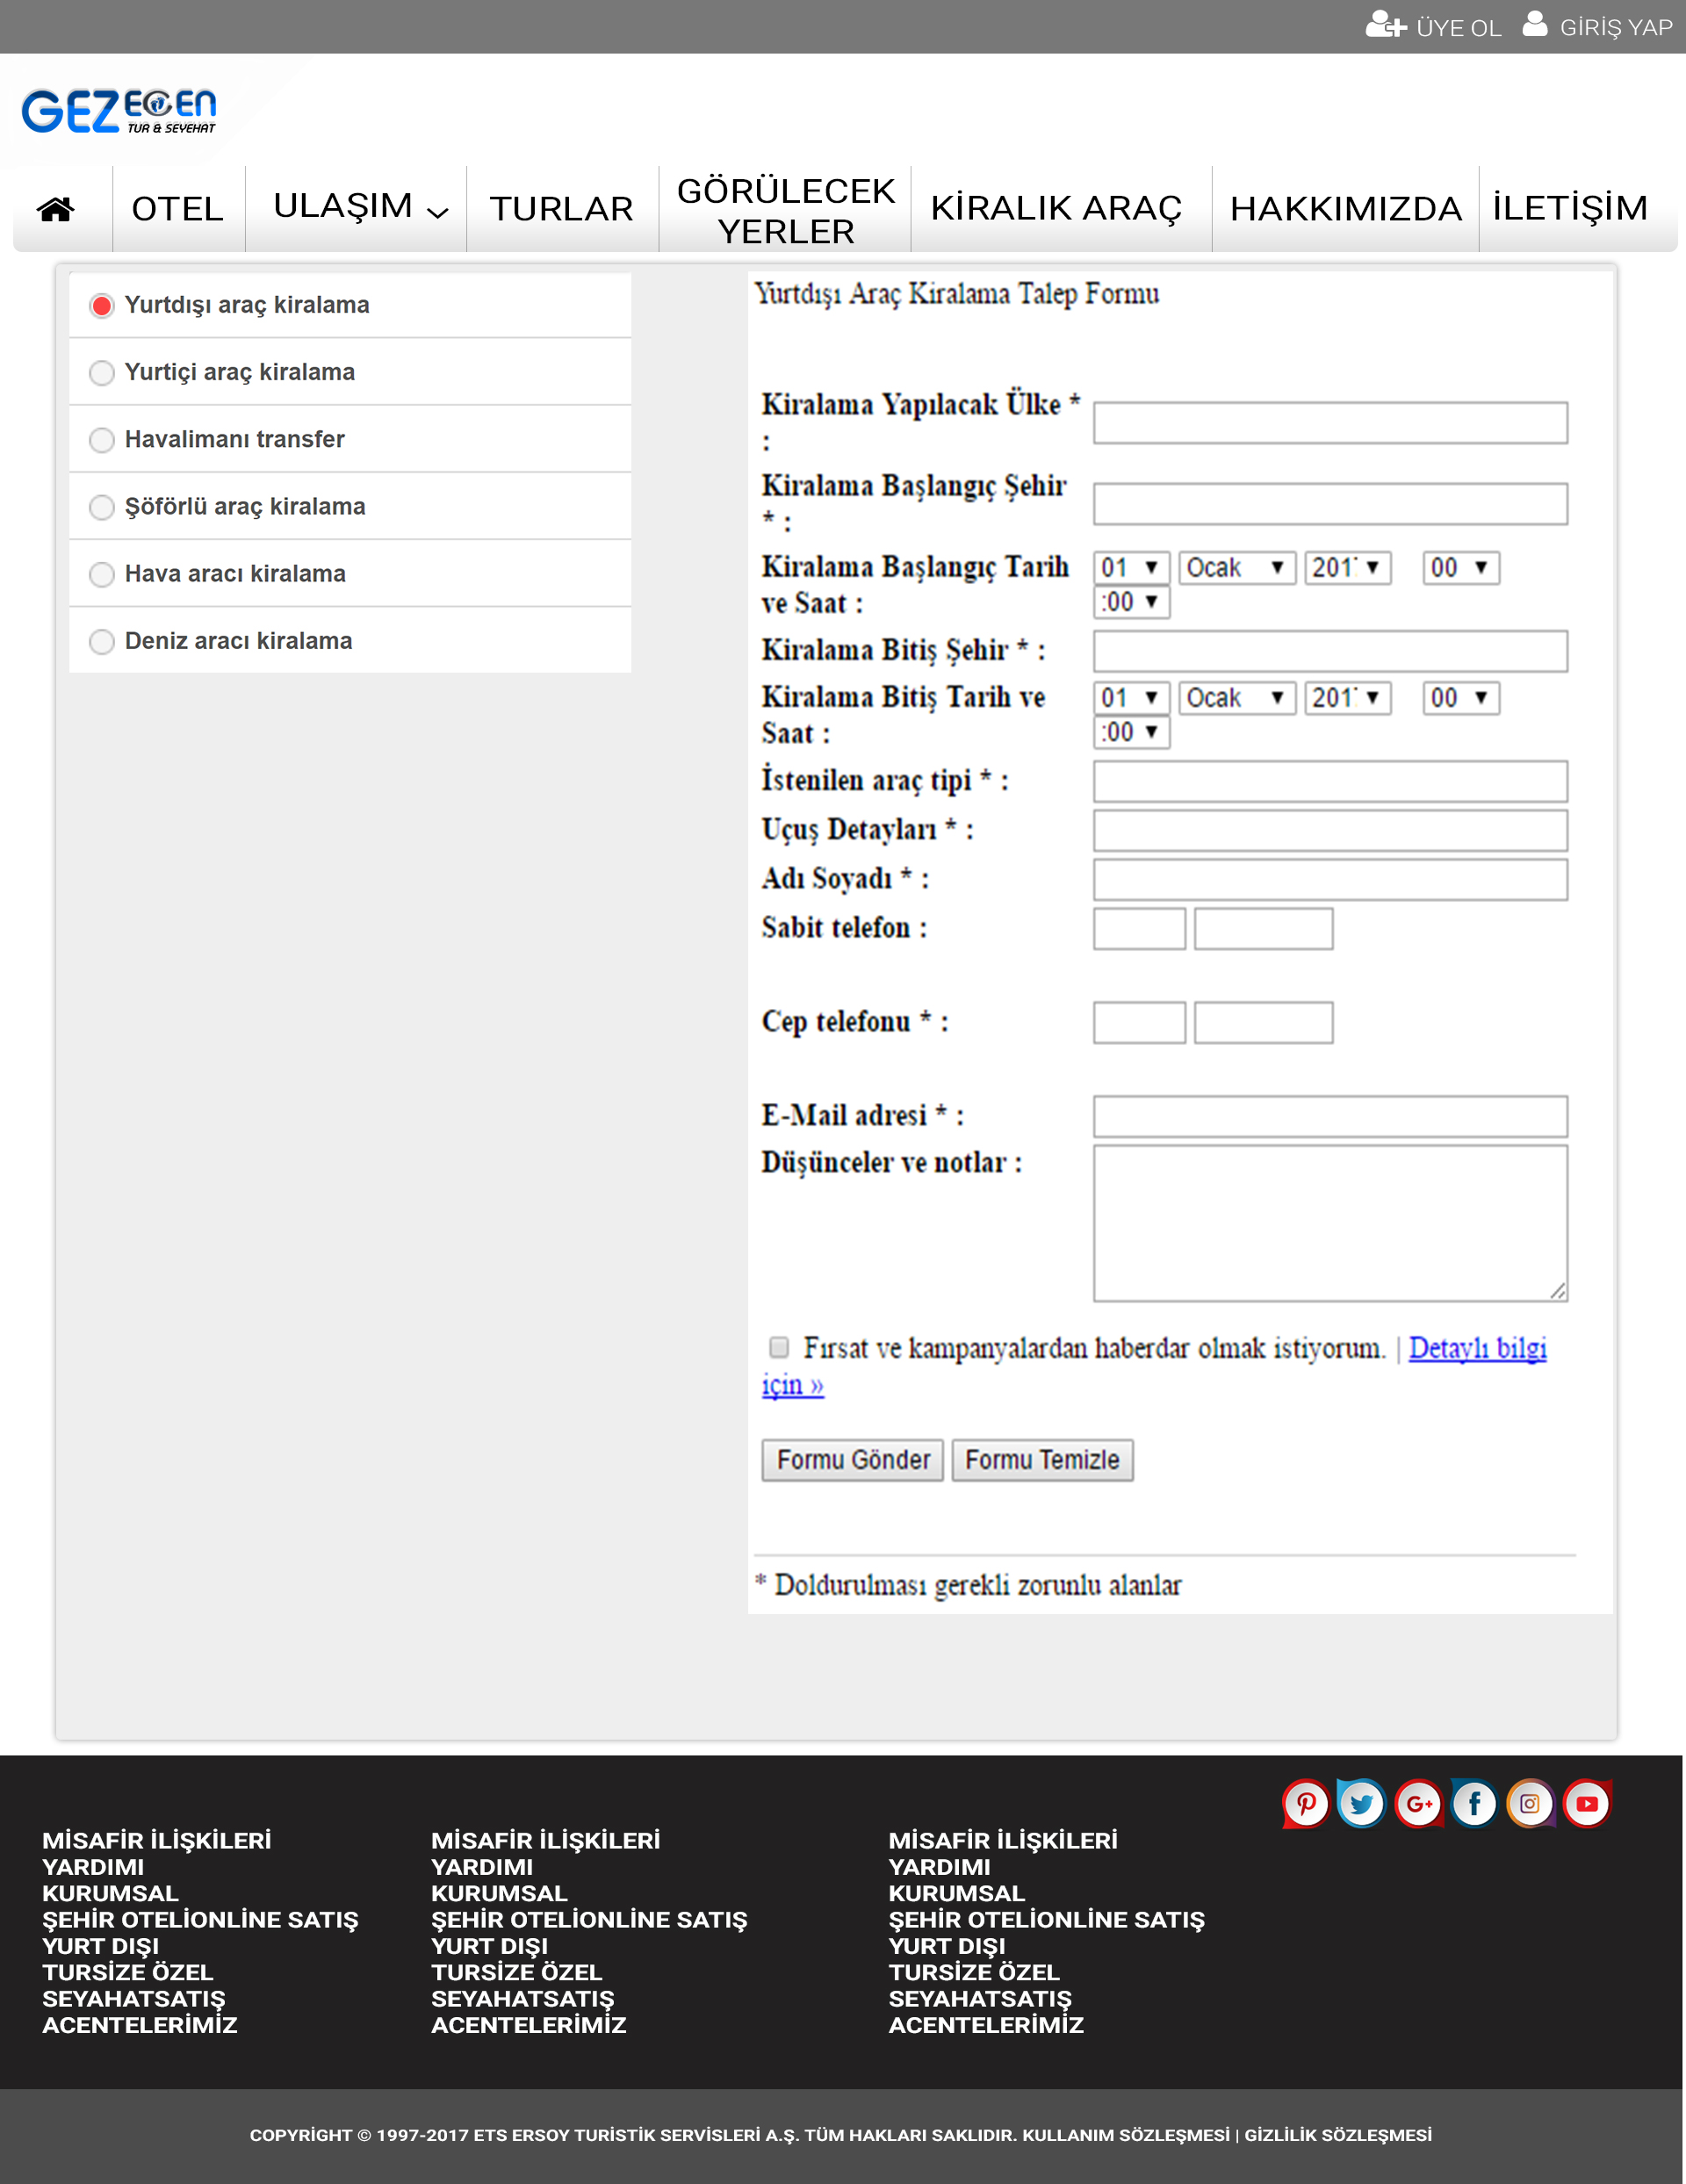 ÜYE OL GİRİŞ YAP
GEZEGEN
TUR & SEYEHAT
OTEL
ULAŞIM
TURLAR
GÖRÜLECEK
YERLER
KİRALIK ARAÇ
HAKKIMIZDA
İLETİŞİM
Yurtdışı araç kiralama
Yurtiçi araç kiralama
Havalimanı transfer
Şöförlü araç kiralama
Hava aracı kiralama
Deniz aracı kiralama
Yurtdışı Araç Kiralama Talep Formu
Kiralama Yapılacak Ülke *
:
Kiralama Başlangıç Şehir
* :
Kiralama Başlangıç Tarih
ve Saat :
01 Ocak 2017 00
:00
Kiralama Bitiş Şehir * :
Kiralama Bitiş Tarih ve
Saat :
01 Ocak 2017 00
:00
İstenilen araç tipi * :
Uçuş Detayları * :
Adı Soyadı * :
Sabit telefon :
Cep telefonu * :
E-Mail adresi * :
Düşünceler ve notlar :
Fırsat ve kampanyalardan haberdar olmak istiyorum. | Detaylı bilgi
için »
Formu Gönder Formu Temizle
* Doldurulması gerekli zorunlu alanlar
MİSAFİR İLİŞKİLERİ
YARDIMI
KURUMSAL
ŞEHİR OTELİONLİNE SATIŞ
YURT DIŞI
TURSİZE ÖZEL
SEYAHATSATIŞ
ACENTELERİMİZ
MİSAFİR İLİŞKİLERİ
YARDIMI
KURUMSAL
ŞEHİR OTELİONLİNE SATIŞ
YURT DIŞI
TURSİZE ÖZEL
SEYAHATSATIŞ
ACENTELERİMİZ
MİSAFİR İLİŞKİLERİ
YARDIMI
KURUMSAL
ŞEHİR OTELİONLİNE SATIŞ
YURT DIŞI
TURSİZE ÖZEL
SEYAHATSATIŞ
ACENTELERİMİZ
COPYRİGHT © 1997-2017 ETS ERSOY TURİSTİK SERVİSLERİ A.Ş. TÜM HAKLARI SAKLIDIR. KULLANIM SÖZLEŞMESİ | GİZLİLİK SÖZLEŞMESİ